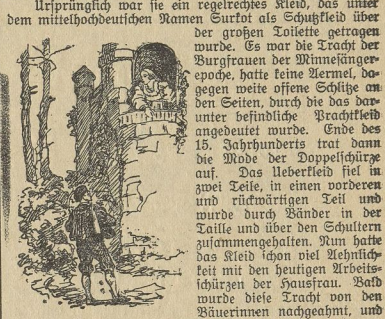 Ursprünglich war sie ein regelrechtes Kleid, das unter
dem mittelhochdeutschen Namen Surkot als Schutzkleid über
der großen Toilette getragen
wurde. Es war die Tracht der
Burgfrauen der Minnesänger-
epoche, hatte keine Aermel, da-
gegen weite offene Schlitze an
den Seiten, durch die das dar-
unter befindliche Prachtkleid
angedeutet wurde. Ende des
15. Jahrhunderts trat dann
die Mode der Doppelschürze
auf. Das Ueberkleid fiel in
zwei Teile, in einen vorderen
und rückwärtigen Teil und
wurde durch Bänder in der
Taille und über den Schultern
zusammengehalten. Nun hatte
das Kleid schon viel Aehnlich-
keit mit den heutigen Arbeits-
schürzen der Hausfrau. Bald
wurde diese Tracht von den
Bäuerinnen nachgeahmt, und